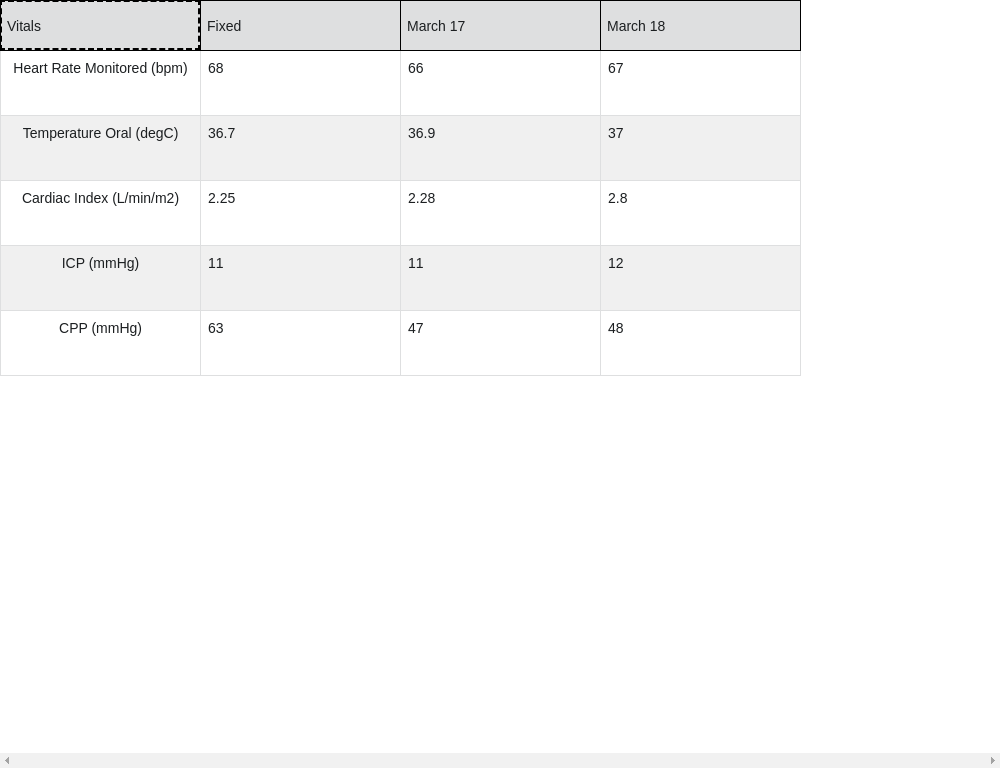 Vitals Fixed March 17 March 18
Heart Rate Monitored (bpm) 68 66 67
Temperature Oral (degC) 36.7 36.9 37
Cardiac Index (L/min/m2) 2.25 2.28 2.8
ICP (mmHg) 11 11 12
CPP (mmHg) 63 47 48